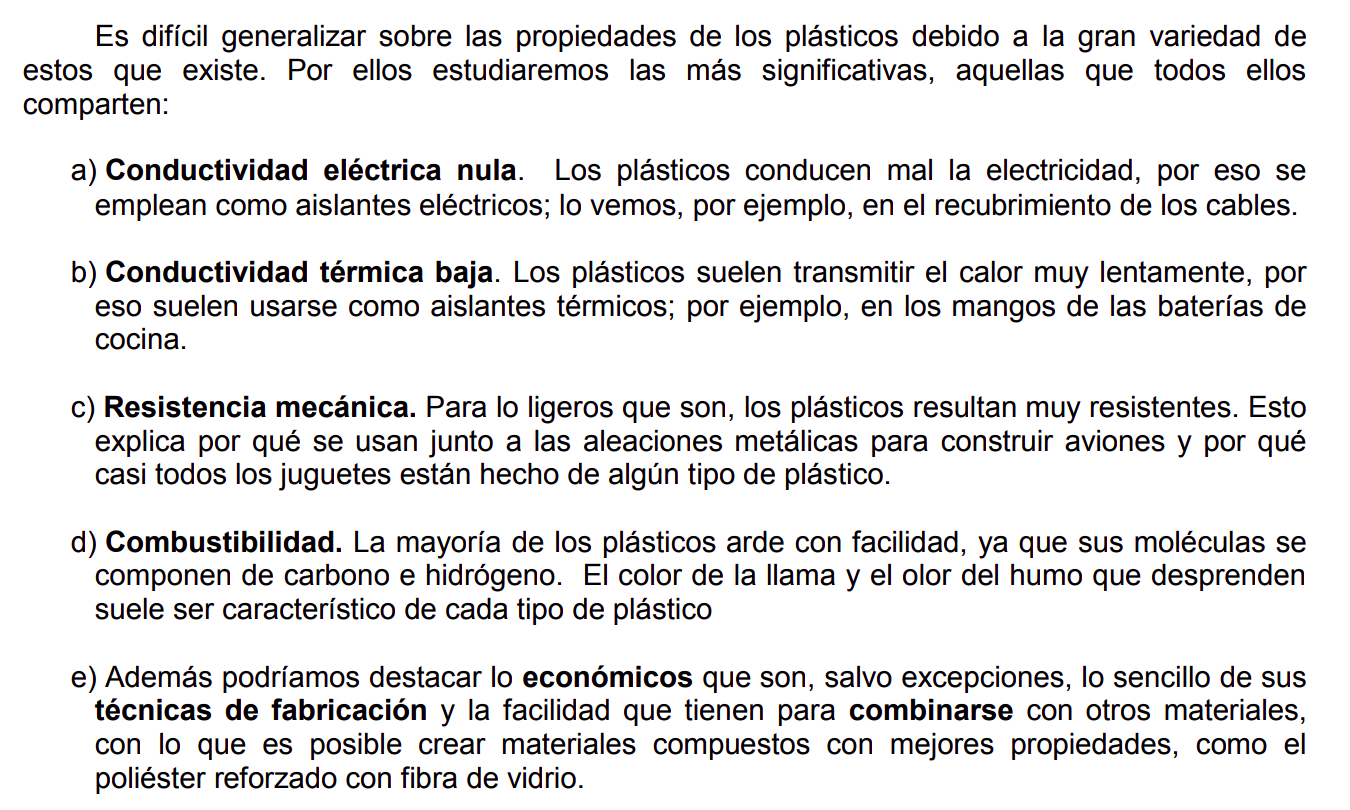 Es difícil generalizar sobre las propiedades de los plásticos debido a la gran variedad de
estos que existe. Por ellos estudiaremos las más significativas, aquellas que todos ellos
comparten:
a) Conductividad eléctrica nula. Los plásticos conducen mal la electricidad, por eso se
emplean como aislantes eléctricos; lo vemos, por ejemplo, en el recubrimiento de los cables.
b) Conductividad térmica baja. Los plásticos suelen transmitir el calor muy lentamente, por
eso suelen usarse como aislantes térmicos; por ejemplo, en los mangos de las baterías de
cocina.
c) Resistencia mecánica. Para lo ligeros que son, los plásticos resultan muy resistentes. Esto
explica por qué se usan junto a las aleaciones metálicas para construir aviones y por qué
casi todos los juguetes están hecho de algún tipo de plástico.
d) Combustibilidad. La mayoría de los plásticos arde con facilidad, ya que sus moléculas se
componen de carbono e hidrógeno. El color de la llama y el olor del humo que desprenden
suele ser característico de cada tipo de plástico
e) Además podríamos destacar lo económicos que son, salvo excepciones, lo sencillo de sus
técnicas de fabricación y la facilidad que tienen para combinarse con otros materiales,
con lo que es posible crear materiales compuestos con mejores propiedades, como el
poliéster reforzado con fibra de vidrio.